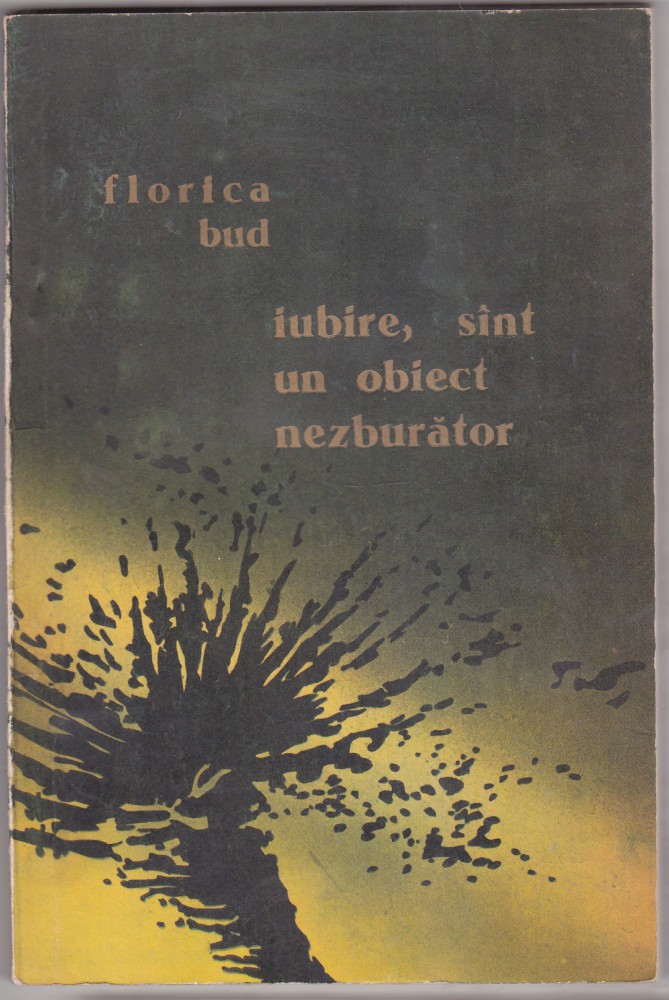 florica
bud
iubire, sînt
un obiect
nezburător